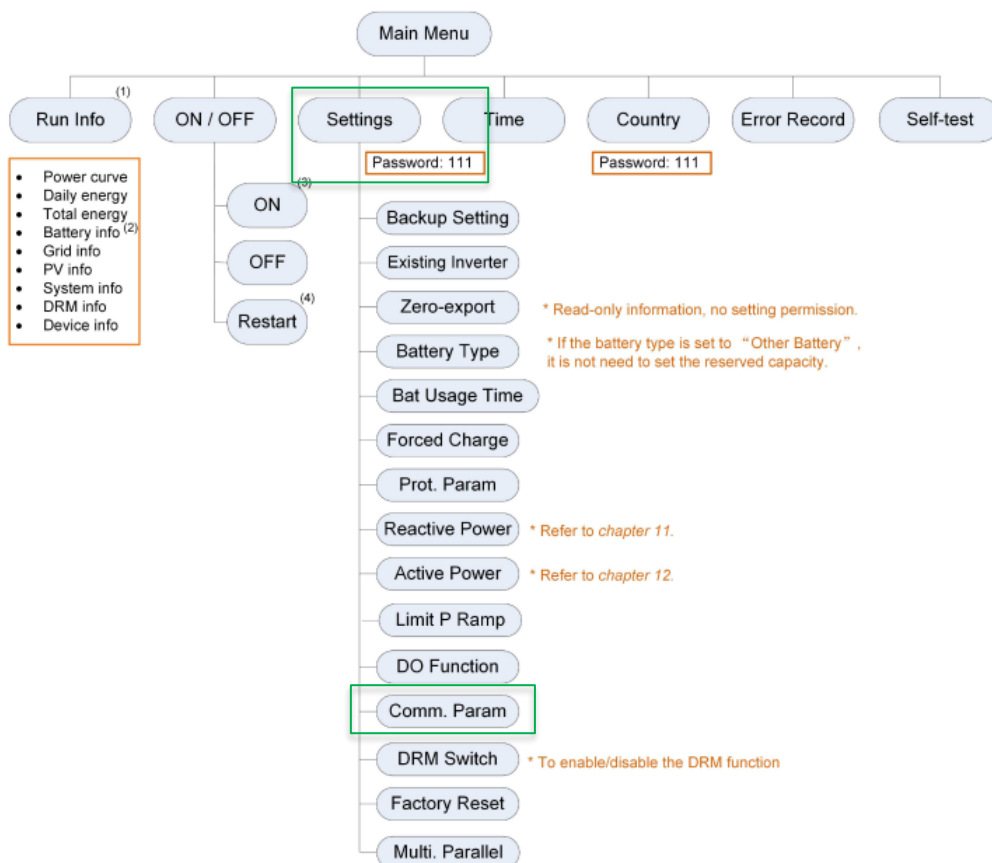 Main Menu
(1)
Run Info
ON / OFF
Settings
Time
Country
Error Record
Self-test
Password: 111
Password: 111
• Power curve
• Daily energy
• Total energy
• Battery info (2)
• Grid info
• PV info
• System info
• DRM info
• Device info
(3)
ON
OFF
(4)
Restart
Backup Setting
Existing Inverter
Zero-export
* Read-only information, no setting permission.
Battery Type
* If the battery type is set to “Other Battery”,
it is not need to set the reserved capacity.
Bat Usage Time
Forced Charge
Prot. Param
Reactive Power
* Refer to chapter 11.
Active Power
* Refer to chapter 12.
Limit P Ramp
DO Function
Comm. Param
DRM Switch
* To enable/disable the DRM function
Factory Reset
Multi. Parallel